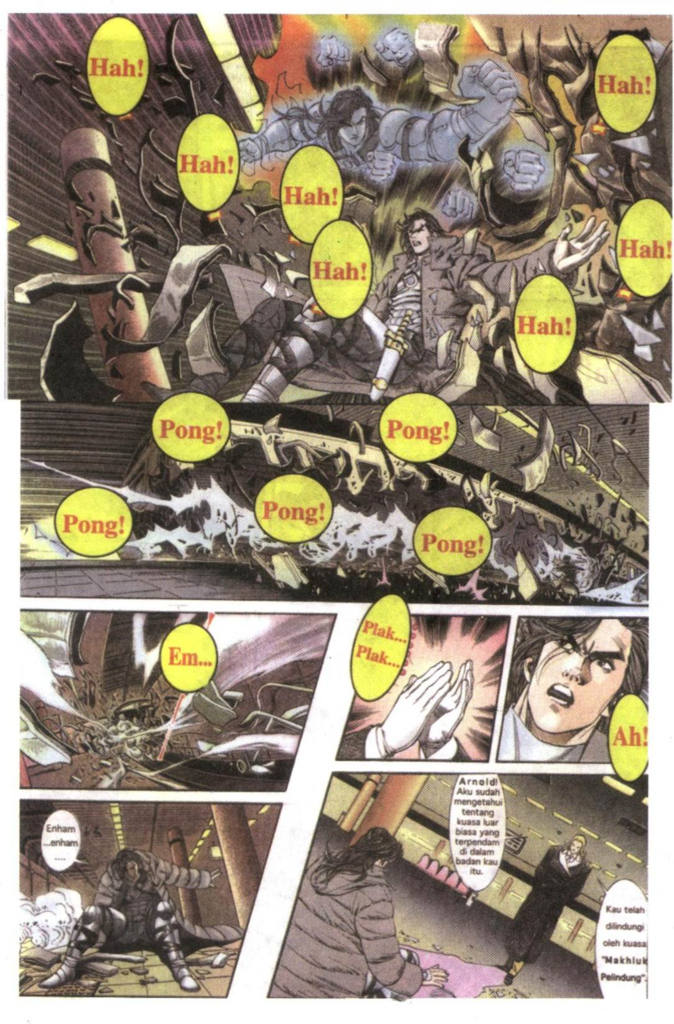 Hah!
Hah!
Hah!
Hah!
Hah!
Hah!
Hah!
Pong!
Pong!
Pong!
Pong!
Pong!
Em...
Plak...
Plak...
Ah!
Enham
...enham
....
Arnold!
Aku sudah
mengetahui
tentang
kuasa luar
biasa yang
terpendam
di dalam
badan kau
itu.
Kau telah
dilindungi
oleh kuasa
"Makhluk
Pelindung".